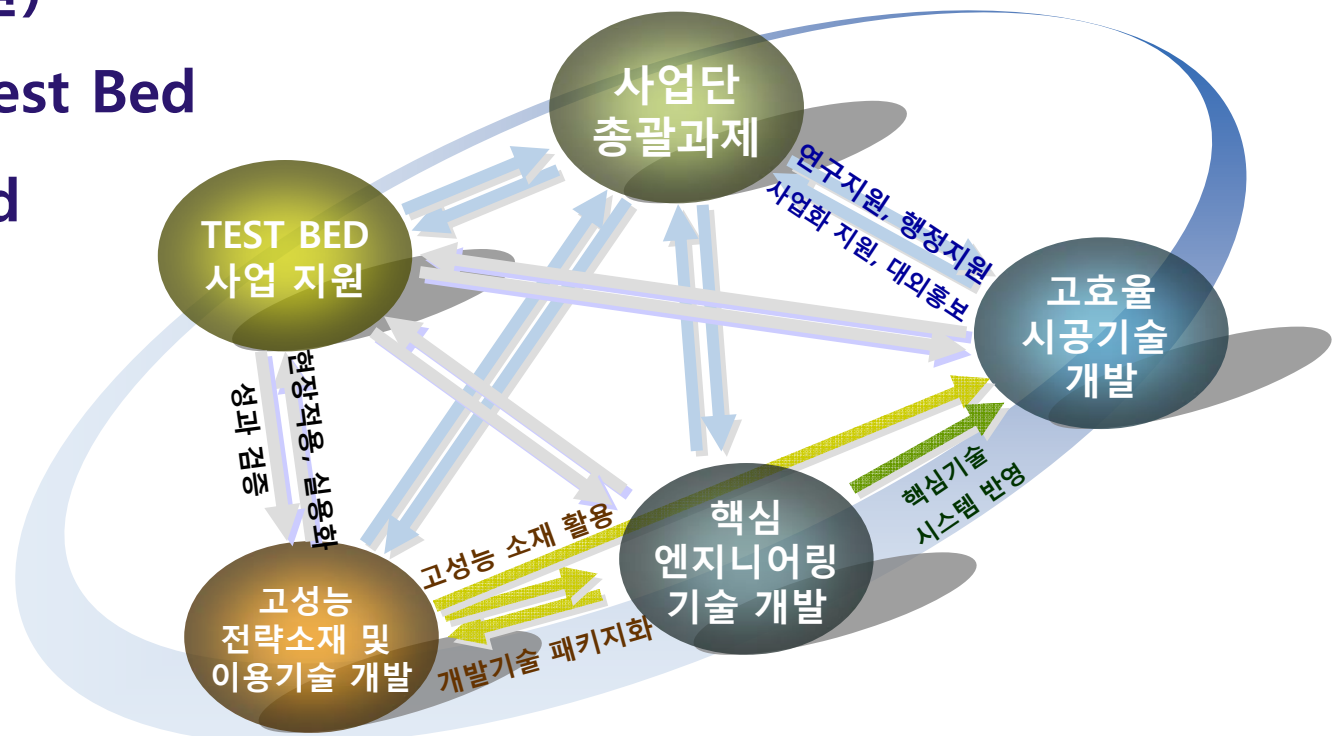 est Bed
d
사업단
총괄과제
TEST BED
사업 지원
연구지원, 행정지원
사업화 지원, 대외홍보
고효율
시공기술
개발
현장적용, 실용화
성과 검증
고성능 소재 활용
핵심기술
시스템 반영
핵심
엔지니어링
기술 개발
고성능
전략소재 및
이용기술 개발
개발기술 패키지화